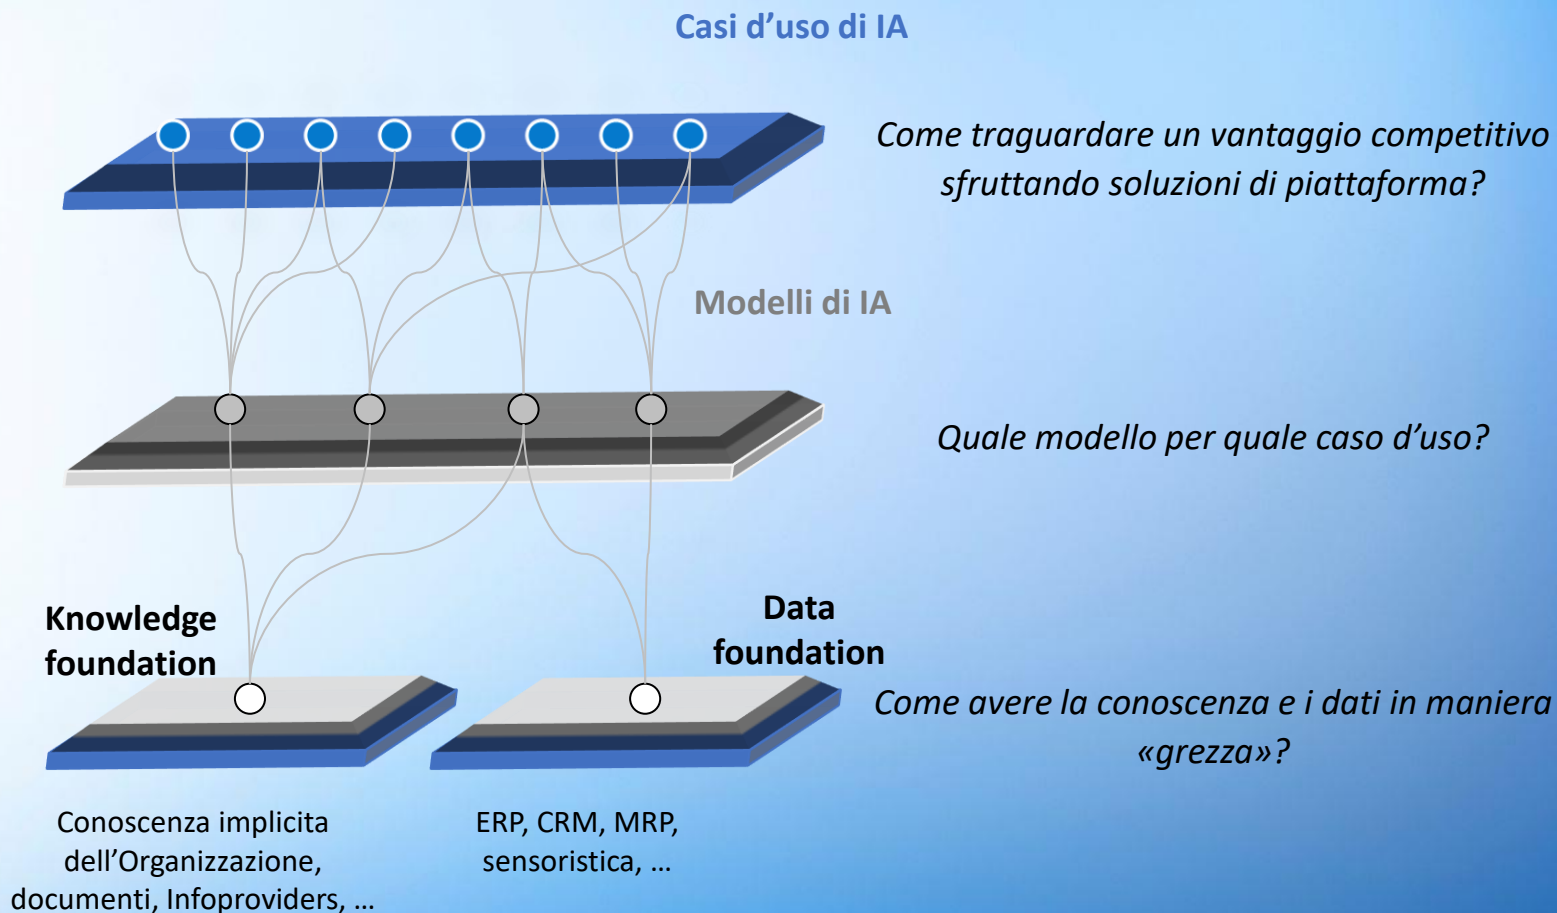 Casi d’uso di IA
Come traguardare un vantaggio competitivo
sfruttando soluzioni di piattaforma?
Modelli di IA
Quale modello per quale caso d’uso?
Knowledge
foundation
Data
foundation
Come avere la conoscenza e i dati in maniera
«grezza»?
Conoscenza implicita
dell’Organizzazione,
documenti, Infoproviders, …
ERP, CRM, MRP,
sensoristica, …